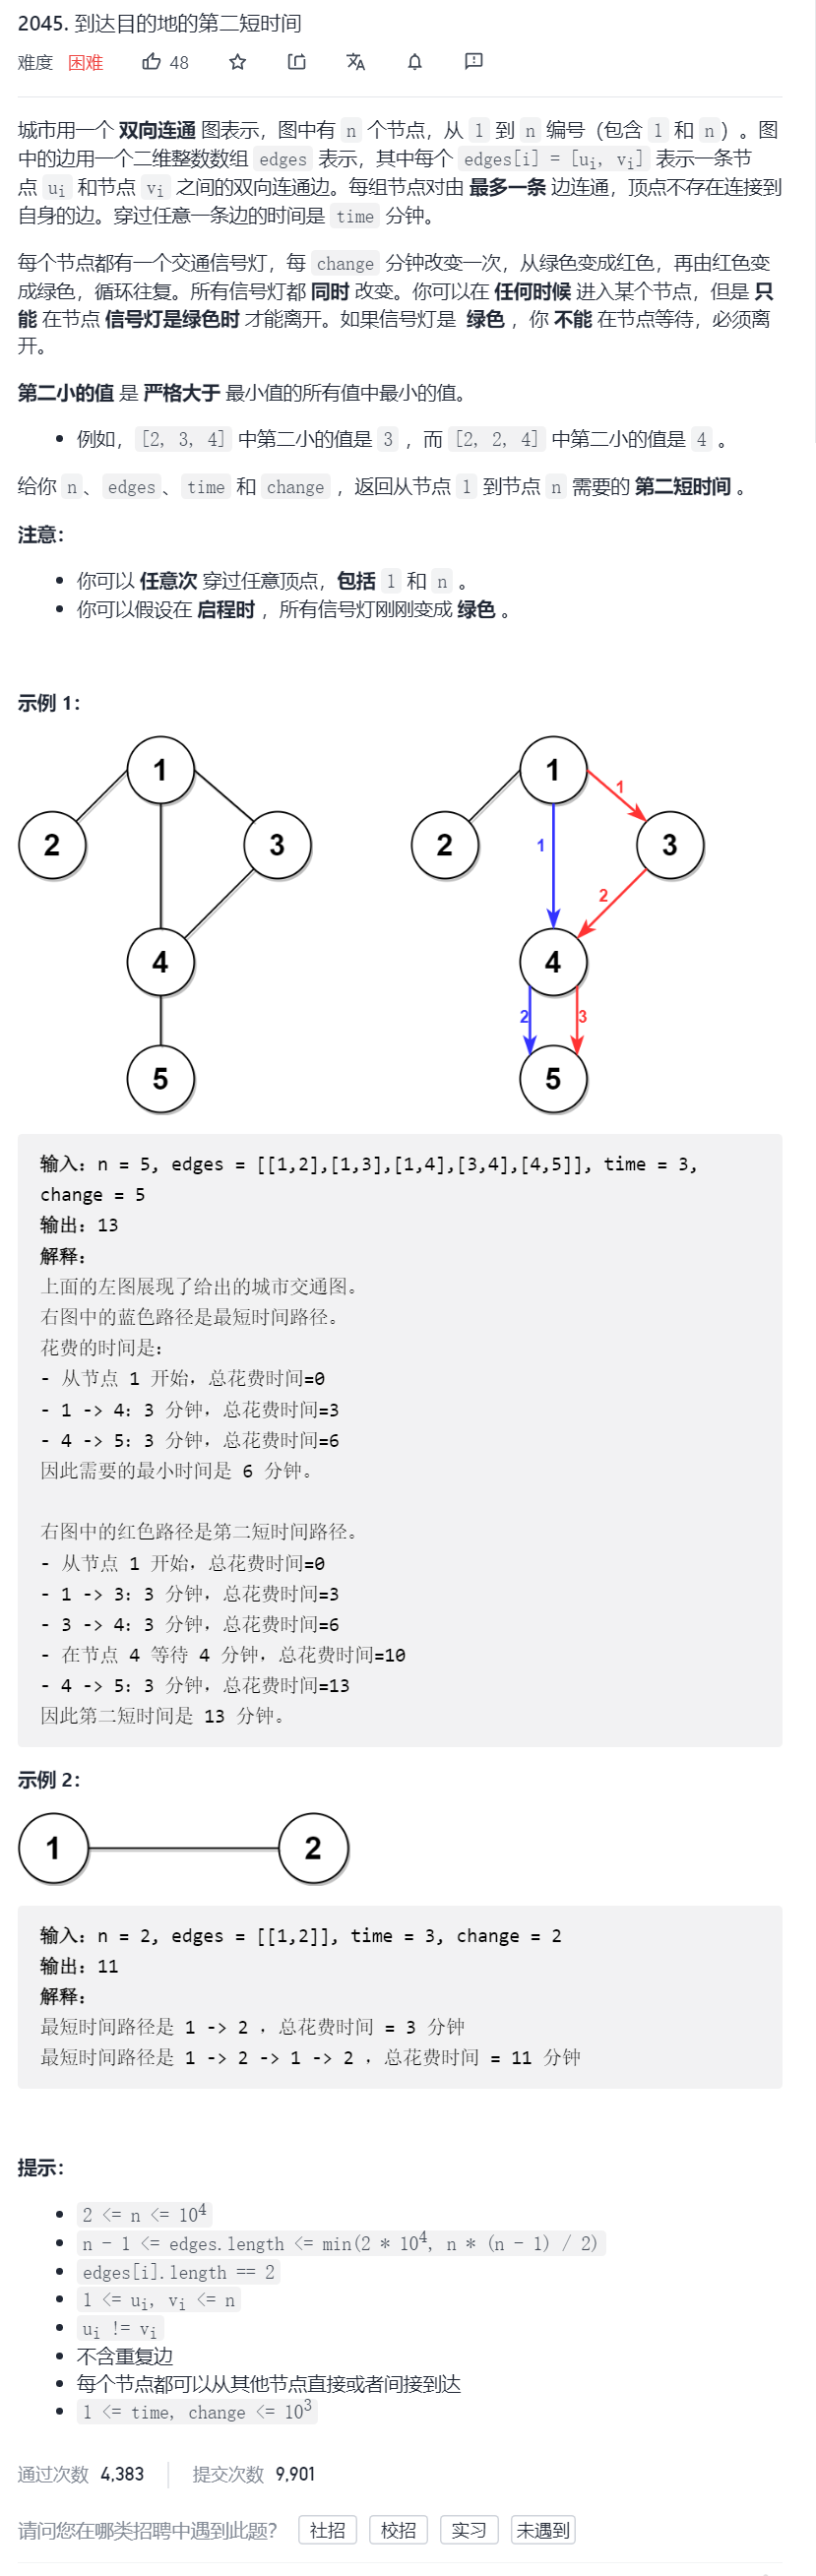 2045. 到达目的地的第二短时间
难度 困难 48
城市用一个 双向连通 图表示，图中有 n 个节点，从 1 到 n 编号（包含 1 和 n）。图
中的边用一个二维整数数组 edges 表示，其中每个 edges[i] = [ui, vi] 表示一条节
点 ui 和节点 vi 之间的双向连通边。每组节点对由 最多一条 边连通，顶点不存在连接到
自身的边。穿过任意一条边的时间是 time 分钟。
每个节点都有一个交通信号灯，每 change 分钟改变一次，从绿色变成红色，再由红色变
成绿色，循环往复。所有信号灯都 同时 改变。你可以在 任何时候 进入某个节点，但是 只
能 在节点 信号灯是绿色时 才能离开。如果信号灯是 绿色 ，你 不能 在节点等待，必须离
开。
第二小的值 是 严格大于 最小值的所有值中最小的值。
• 例如，[2, 3, 4] 中第二小的值是 3 ，而 [2, 2, 4] 中第二小的值是 4 。
给你 n、edges、time 和 change ，返回从节点 1 到节点 n 需要的 第二短时间 。
注意：
• 你可以 任意次 穿过任意顶点，包括 1 和 n 。
• 你可以假设在 启程时 ，所有信号灯刚刚变成 绿色 。
示例 1：
1 1
1
2 3 1 2 3
2
4 4
2 3
5 5
输入：n = 5, edges = [[1,2],[1,3],[1,4],[3,4],[4,5]], time = 3,
change = 5
输出：13
解释：
上面的左图展现了给出的城市交通图。
右图中的蓝色路径是最短时间路径。
花费的时间是：
- 从节点 1 开始，总花费时间=0
- 1 -> 4：3 分钟，总花费时间=3
- 4 -> 5：3 分钟，总花费时间=6
因此需要的最小时间是 6 分钟。
右图中的红色路径是第二短时间路径。
- 从节点 1 开始，总花费时间=0
- 1 -> 3：3 分钟，总花费时间=3
- 3 -> 4：3 分钟，总花费时间=6
- 在节点 4 等待 4 分钟，总花费时间=10
- 4 -> 5：3 分钟，总花费时间=13
因此第二短时间是 13 分钟。
示例 2：
1 2
输入：n = 2, edges = [[1,2]], time = 3, change = 2
输出：11
解释：
最短时间路径是 1 -> 2 ，总花费时间 = 3 分钟
最短时间路径是 1 -> 2 -> 1 -> 2 ，总花费时间 = 11 分钟
提示：
• 2 <= n <= 10^4
• n - 1 <= edges.length <= min(2 * 10^4, n * (n - 1) / 2)
• edges[i].length == 2
• 1 <= ui, vi <= n
• ui != vi
• 不含重复边
• 每个节点都可以从其他节点直接或者间接到达
• 1 <= time, change <= 10^3
通过次数 4,383 提交次数 9,901
请问您在哪类招聘中遇到此题？ 社招 校招 实习 未遇到